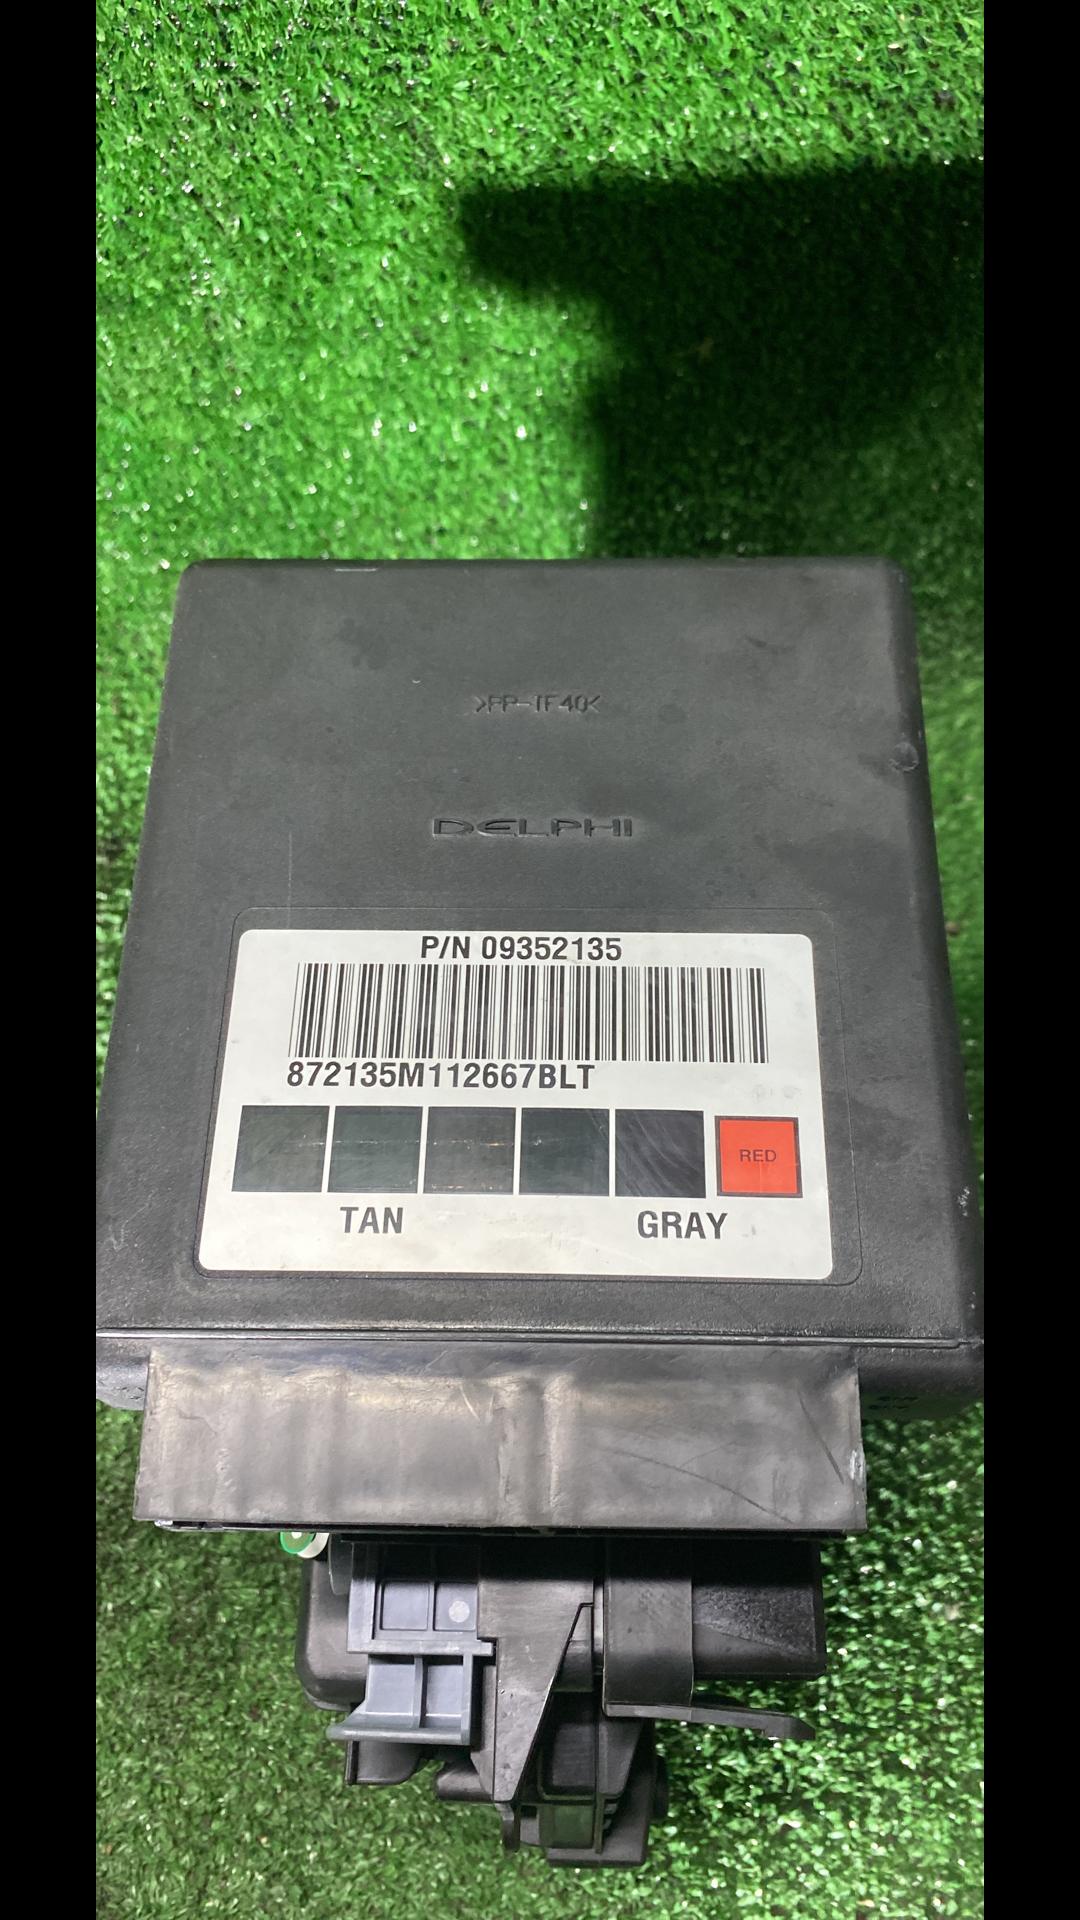 >PP-TF40<
DELPHI
P/N 09352135
872135M112667BLT
RED
TAN GRAY